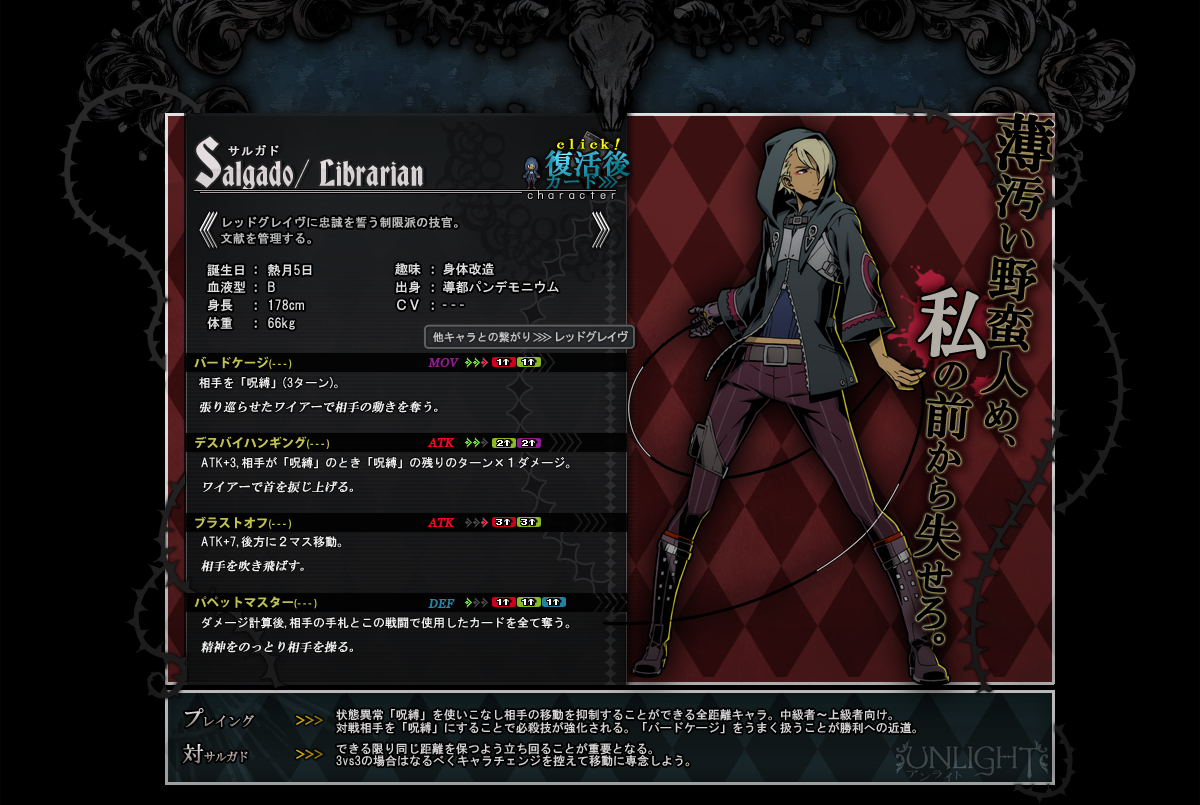 サルガド
Salgado/ Librarian
click!
復活後
カード>>>
character
レッドグレイヴに忠誠を誓う制限派の技官。
文献を管理する。
誕生日 ： 熱月5日
血液型 ： B
身長 ： 178cm
体重 ： 66kg
趣味 ： 身体改造
出身 ： 導都パンデモニウム
ＣＶ ： ---
他キャラとの繋がり>>> レッドグレイヴ
バードケージ(---) MOV 1↑ 1↑
相手を「呪縛」(3ターン)。
張り巡らせたワイアーで相手の動きを奪う。
デスパイハンギング(---) ATK 2↑ 2↑
ATK+3,相手が「呪縛」のとき「呪縛」の残りのターン×１ダメージ。
ワイアーで首を捩じ上げる。
ブラストオフ(---) ATK 3↑ 3↑
ATK+7,後方に２マス移動。
相手を吹き飛ばす。
パペットマスター(---) DEF 1↑ 1↑ 1↑
ダメージ計算後,相手の手札とこの戦闘で使用したカードを全て奪う。
精神をのっとり相手を操る。
薄汚い野蛮人め、
私の前から失せろ。
プレイング >>>
状態異常「呪縛」を使いこなし相手の移動を抑制することができる全距離キャラ。中級者～上級者向け。
対戦相手を「呪縛」にすることで必殺技が強化される。「バードケージ」をうまく扱うことが勝利への近道。
対サルガド >>>
できる限り同じ距離を保つよう立ち回ることが重要となる。
3vs3の場合はなるべくキャラチェンジを控えて移動に専念しよう。
UNLIGHT
アンライト